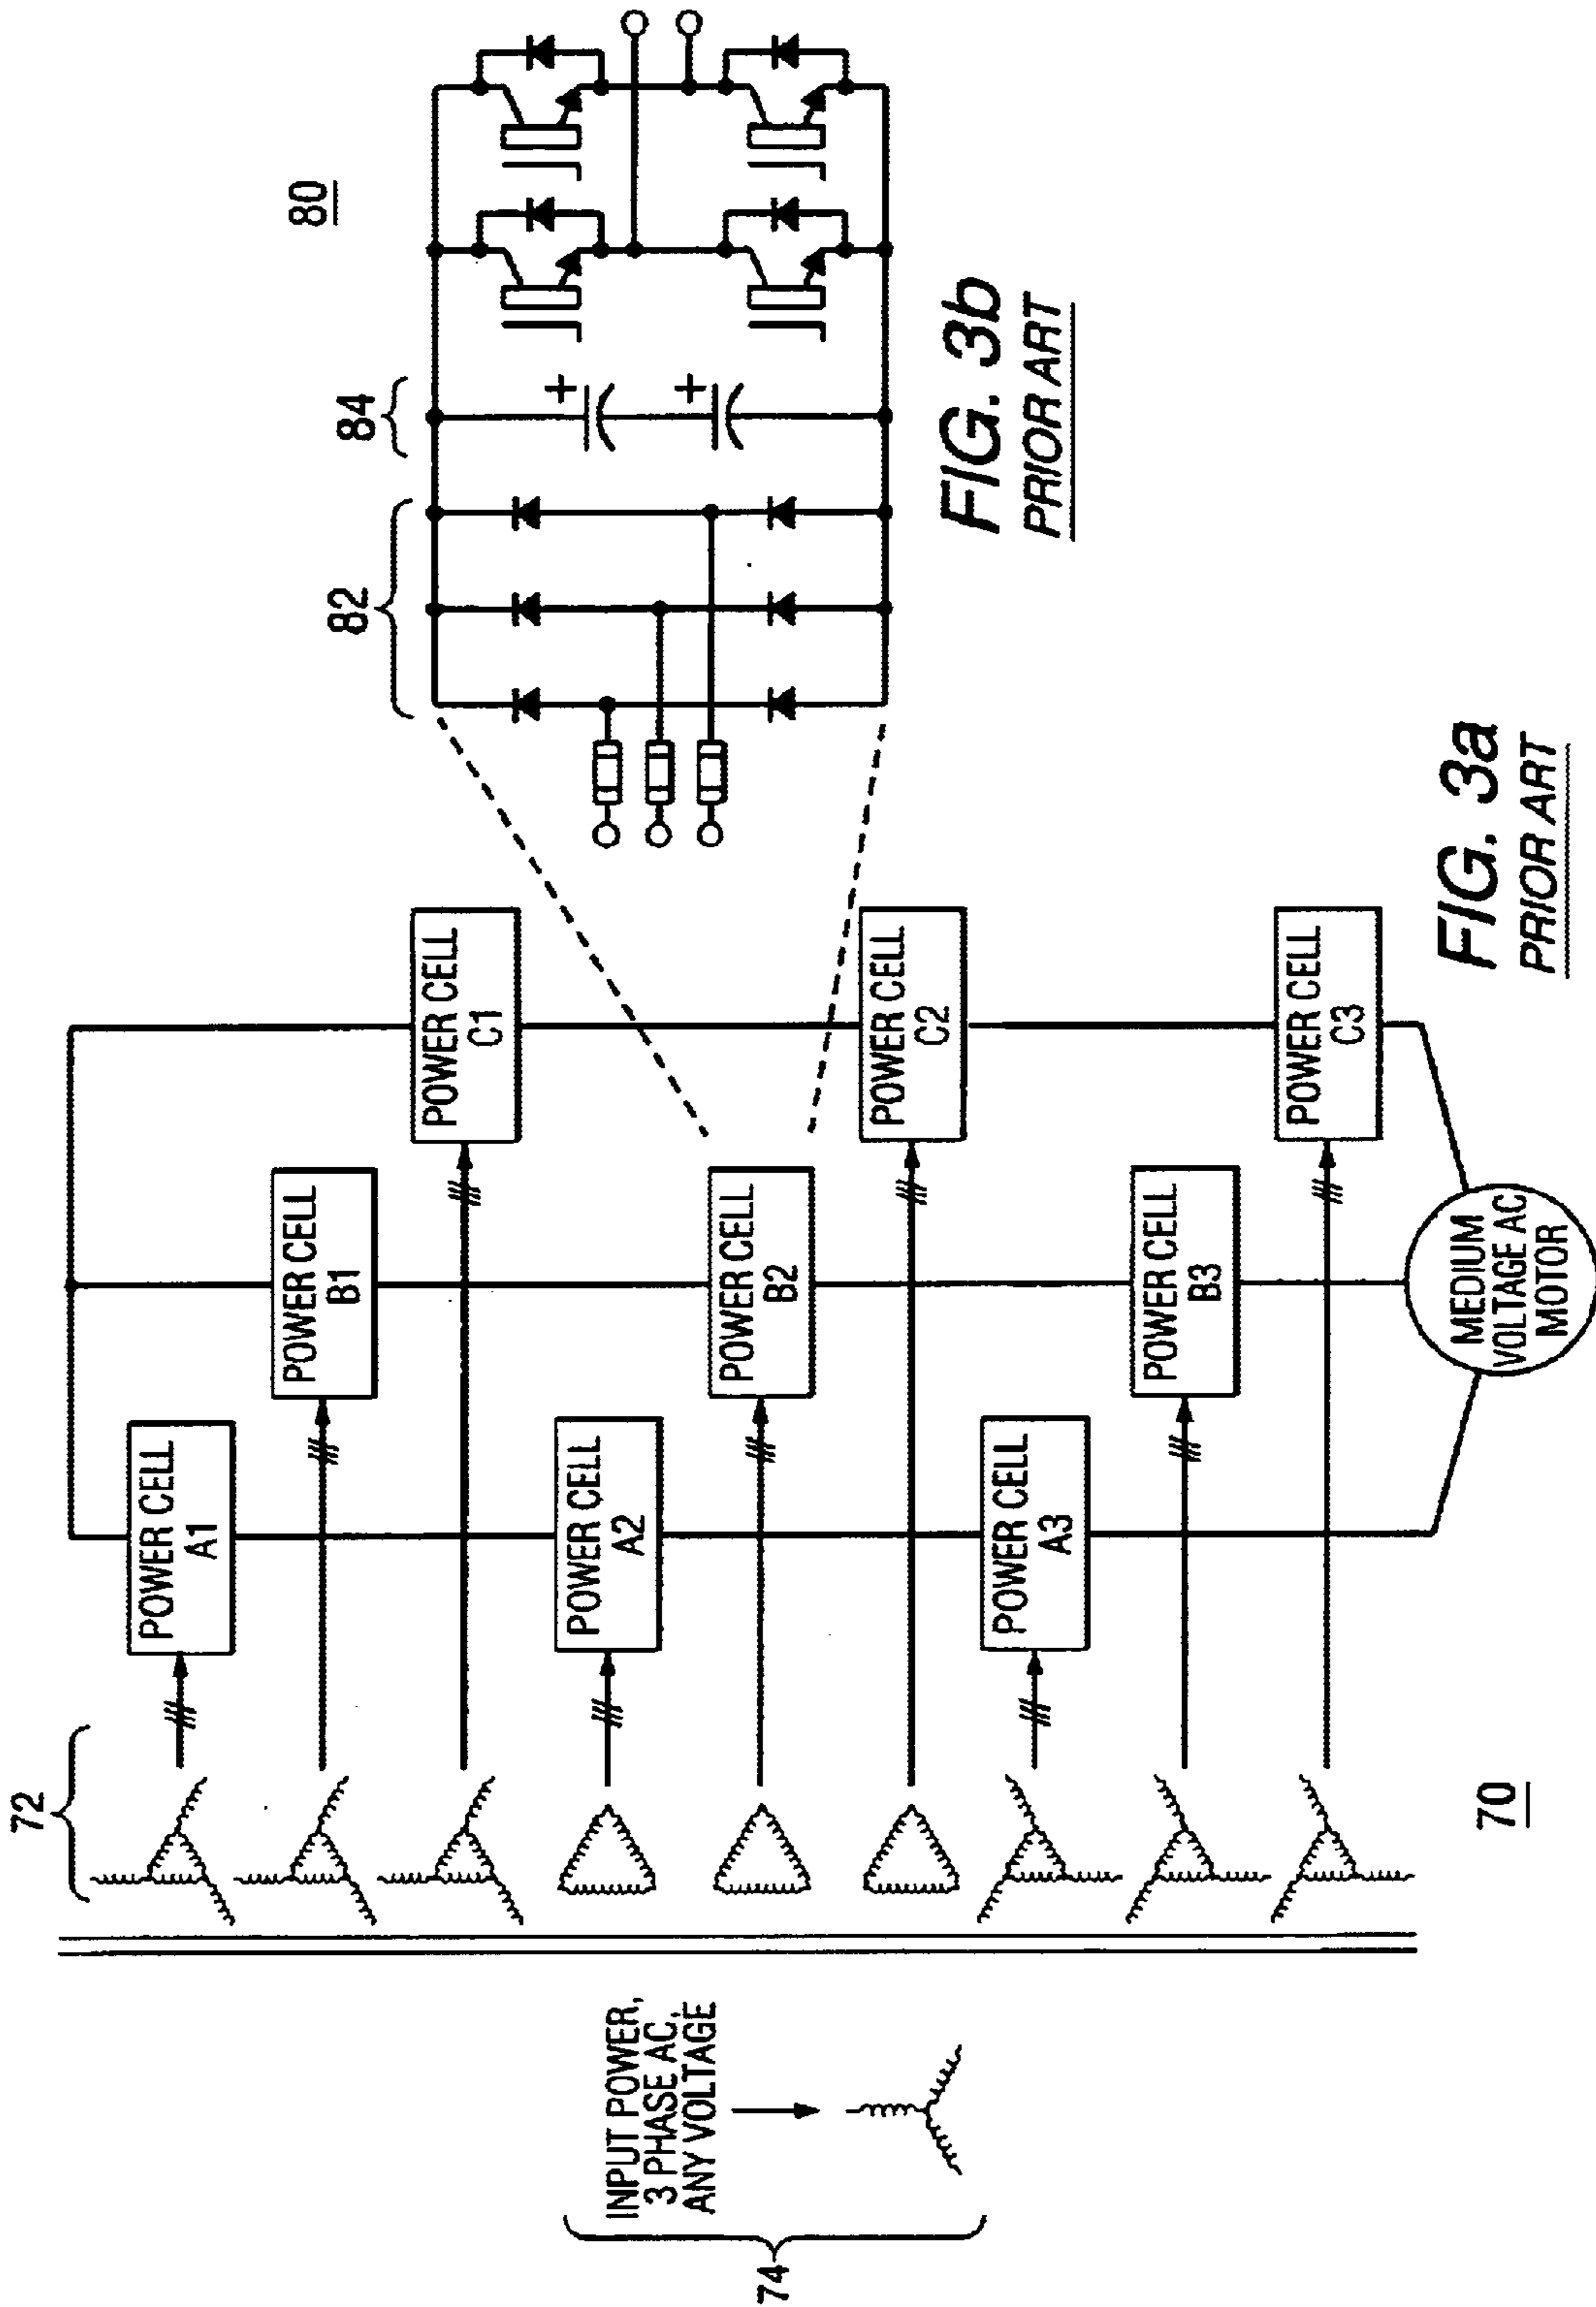 74
INPUT POWER,
3 PHASE AC,
ANY VOLTAGE
72
POWER CELL
A1
POWER CELL
B1
POWER CELL
C1
POWER CELL
A2
POWER CELL
B2
POWER CELL
C2
POWER CELL
A3
POWER CELL
B3
POWER CELL
C3
MEDIUM
VOLTAGE AC
MOTOR
70
FIG. 3a
PRIOR ART
82
84
80
+
+
FIG. 3b
PRIOR ART